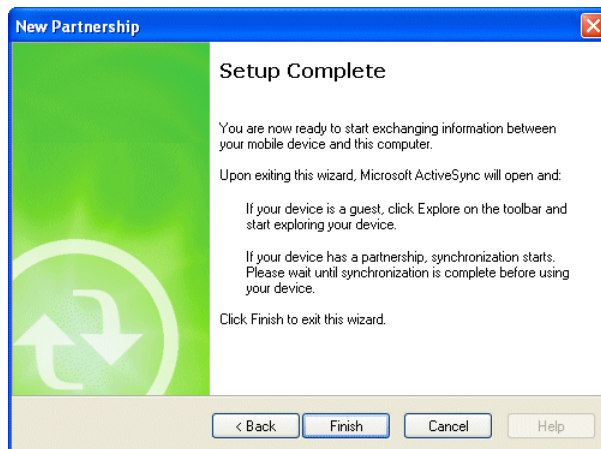 New Partnership
Setup Complete
You are now ready to start exchanging information between
your mobile device and this computer.
Upon exiting this wizard, Microsoft ActiveSync will open and:
If your device is a guest, click Explore on the toolbar and
start exploring your device.
If your device has a partnership, synchronization starts.
Please wait until synchronization is complete before using
your device.
Click Finish to exit this wizard.
< Back Finish Cancel Help